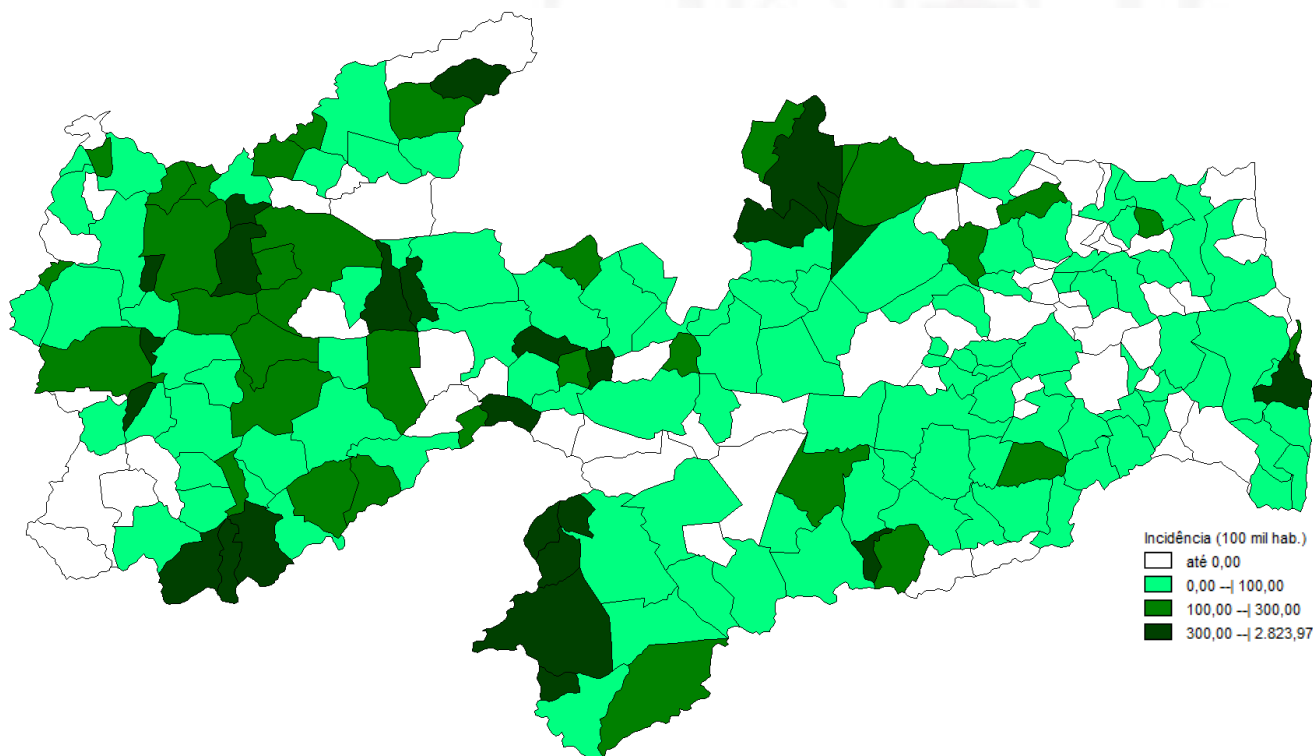 Incidência (100 mil hab.)
até 0,00
0,00 --| 100,00
100,00 --| 300,00
300,00 --| 2.823,97